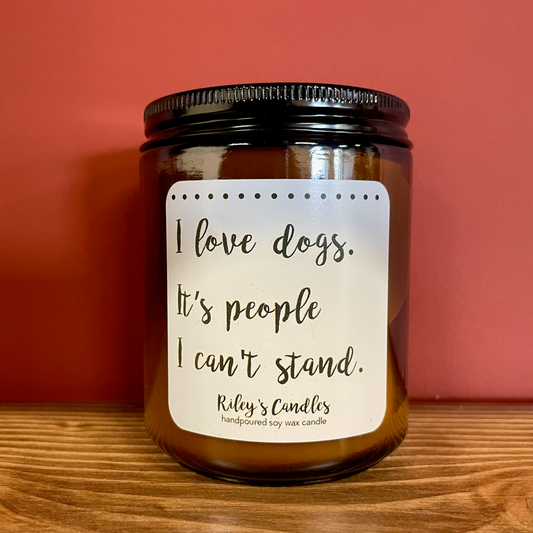 I love dogs.
It's people
I can't stand.
Riley's Candles
handpoured soy wax candle